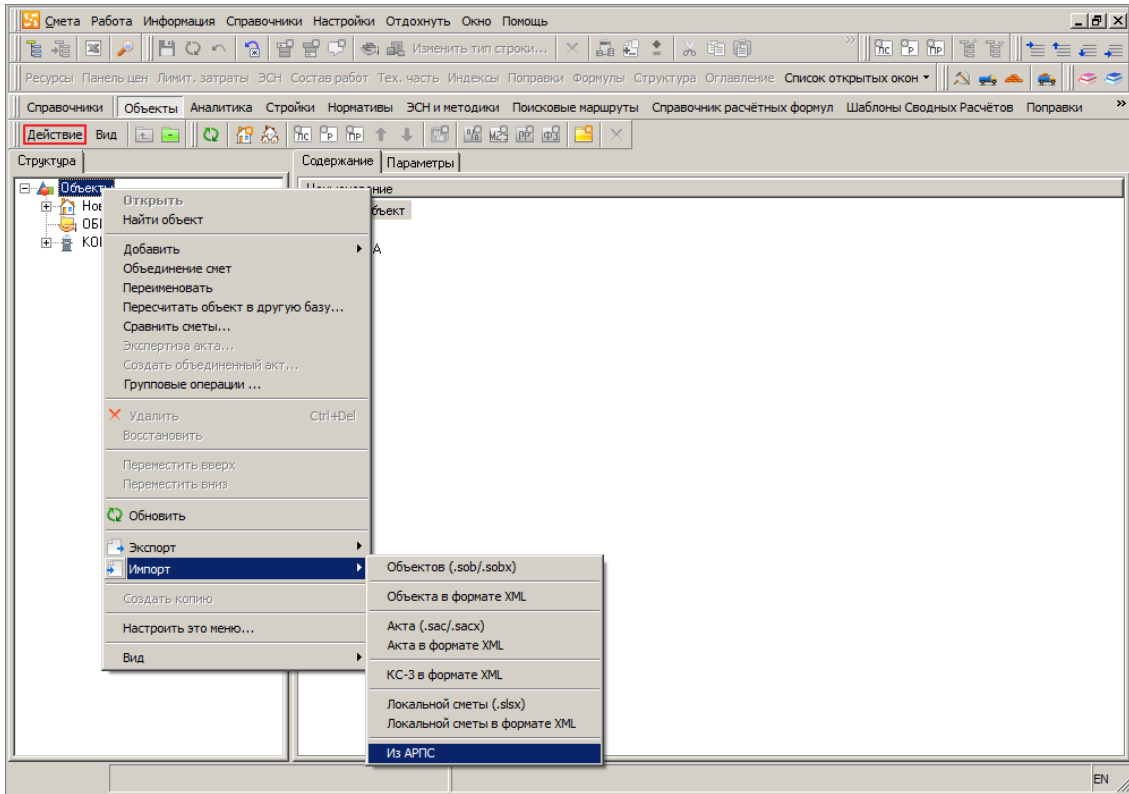 Смета Работа Информация Справочники Настройки Отдохнуть Окно Помощь
Изменить тип строки...
Ресурсы Панель цен Лимит. затраты ЭСН Состав работ Тех. часть Индексы Поправки Формулы Структура Оглавление Список открытых окон
Справочники Объекты Аналитика Стройки Нормативы ЭСН и методики Поисковые маршруты Справочник расчётных формул Шаблоны Сводных Расчётов Поправки
Действие Вид
Структура
Содержание Параметры
Объекты
Открыть
Найти объект
Добавить
Объединение смет
Переименовать
Пересчитать объект в другую базу...
Сравнить сметы...
Экспертиза акта...
Создать объединенный акт...
Групповые операции ...
Удалить Ctrl+Del
Восстановить
Переместить вверх
Переместить вниз
Обновить
Экспорт
Импорт
Создать копию
Настроить это меню...
Вид
Объектов (.sob/.sobx)
Объекта в формате XML
Акта (.sac/.sacx)
Акта в формате XML
КС-3 в формате XML
Локальной сметы (.slsx)
Локальной сметы в формате XML
Из АРПС
EN